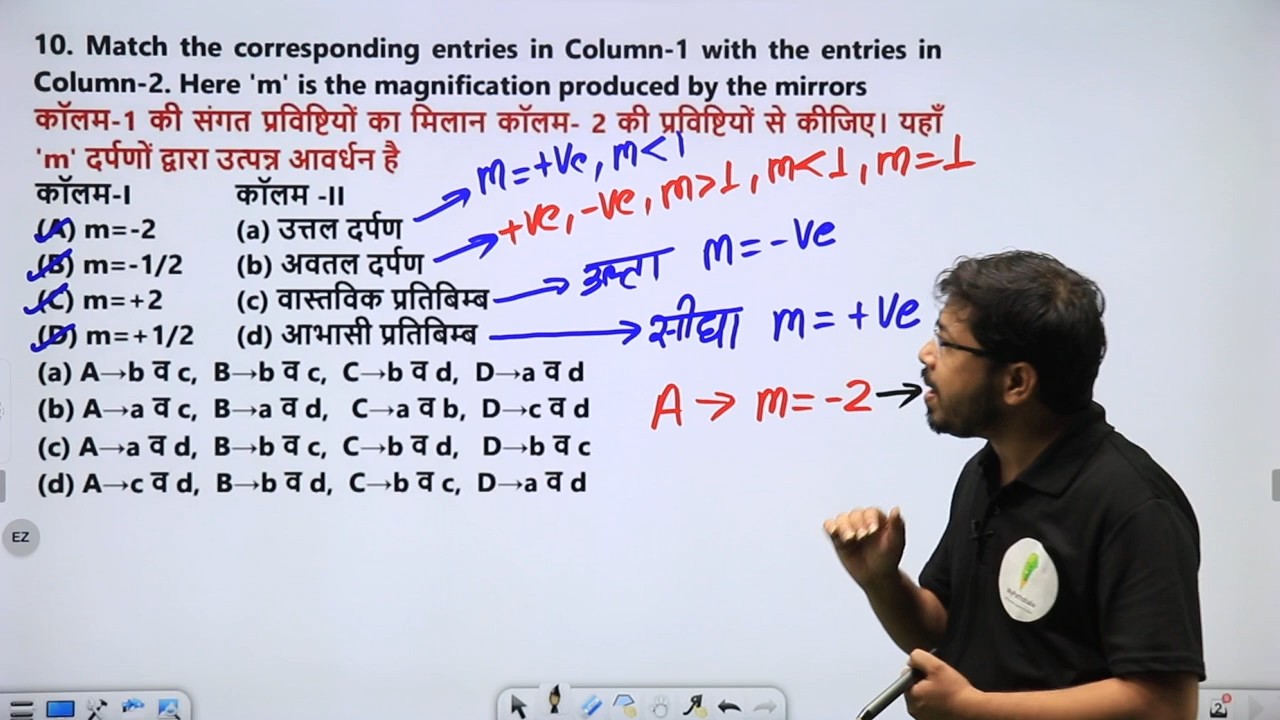 10. Match the corresponding entries in Column-1 with the entries in
Column-2. Here 'm' is the magnification produced by the mirrors
कॉलम-1 की संगत प्रविष्टियों का मिलान कॉलम- 2 की प्रविष्टियों से कीजिए। यहाँ
'm' दर्पणों द्वारा उत्पन्न आवर्धन है
m=+ve, m<1
कॉलम-I कॉलम -II
+ve, -ve, m>1, m<1, m=1
(A) m=-2 (a) उत्तल दर्पण
(B) m=-1/2 (b) अवतल दर्पण
उल्टा m=-ve
(C) m=+2 (c) वास्तविक प्रतिबिम्ब
(D) m=+1/2 (d) आभासी प्रतिबिम्ब
सीधा m=+ve
(a) A→b व c, B→b व c, C→b व d, D→a व d
(b) A→a व c, B→a व d, C→a व b, D→c व d
A → m=-2 →
(c) A→a व d, B→b व c, C→b व d, D→b व c
(d) A→c व d, B→b व d, C→b व c, D→a व d
EZ
2